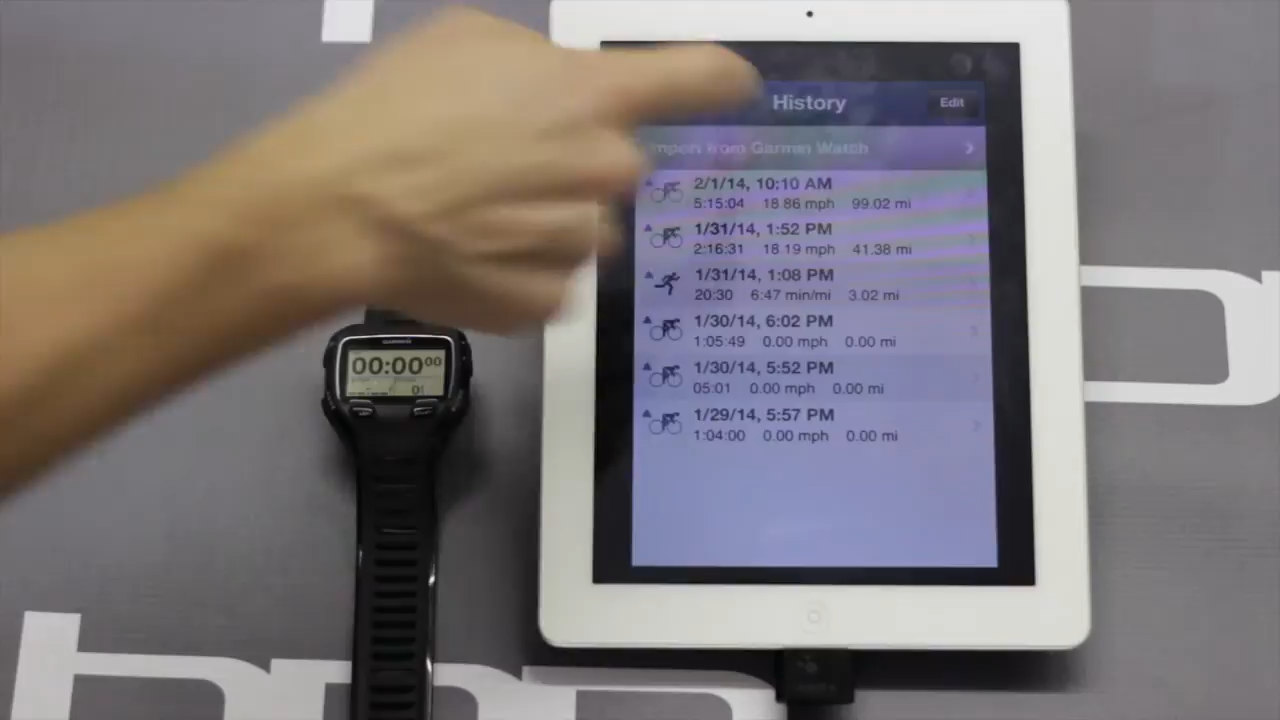 History
Edit
from Garmin Watch
2/1/14, 10:10 AM
5:15:04 18.86 mph 99.02 mi
1/31/14, 1:52 PM
2:16:31 18.19 mph 41.38 mi
1/31/14, 1:08 PM
20:30 6:47 min/mi 3.02 mi
1/30/14, 6:02 PM
1:05:49 0.00 mph 0.00 mi
1/30/14, 5:52 PM
05:01 0.00 mph 0.00 mi
1/29/14, 5:57 PM
1:04:00 0.00 mph 0.00 mi
GARMIN
00:00 00